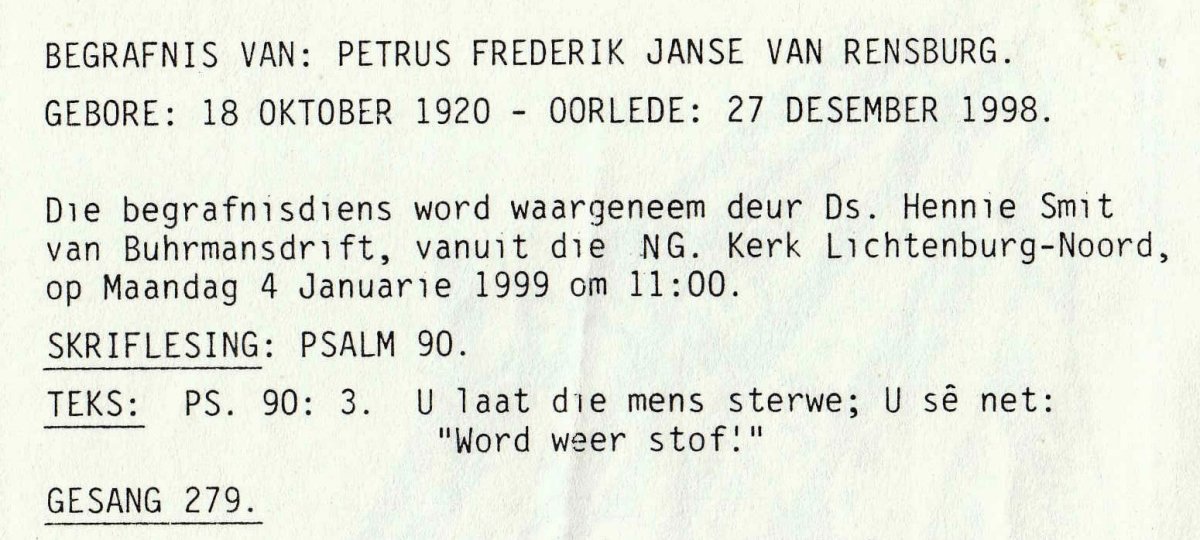 BEGRAFNIS VAN: PETRUS FREDERIK JANSE VAN RENSBURG.
GEBORE: 18 OKTOBER 1920 - OORLEDE: 27 DESEMBER 1998.
Die begrafnisdiens word waargeneem deur Ds. Hennie Smit
van Buhrmansdrift, vanuit die NG. Kerk Lichtenburg-Noord,
op Maandag 4 Januarie 1999 om 11:00.
SKRIFLESING: PSALM 90.
TEKS: PS. 90: 3. U laat die mens sterwe; U sê net:
"Word weer stof!"
GESANG 279.